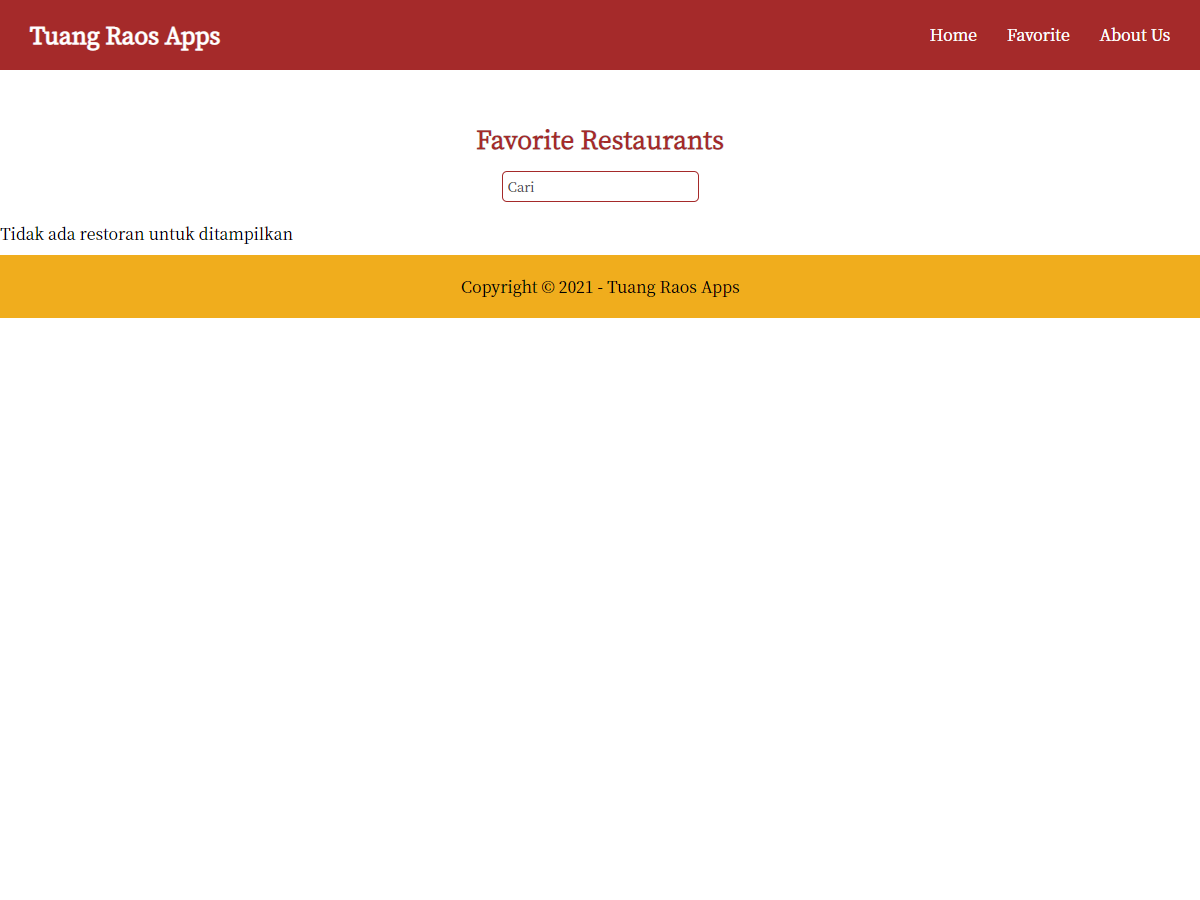 Tuang Raos Apps
Home Favorite About Us
Favorite Restaurants
Cari
Tidak ada restoran untuk ditampilkan
Copyright © 2021 - Tuang Raos Apps